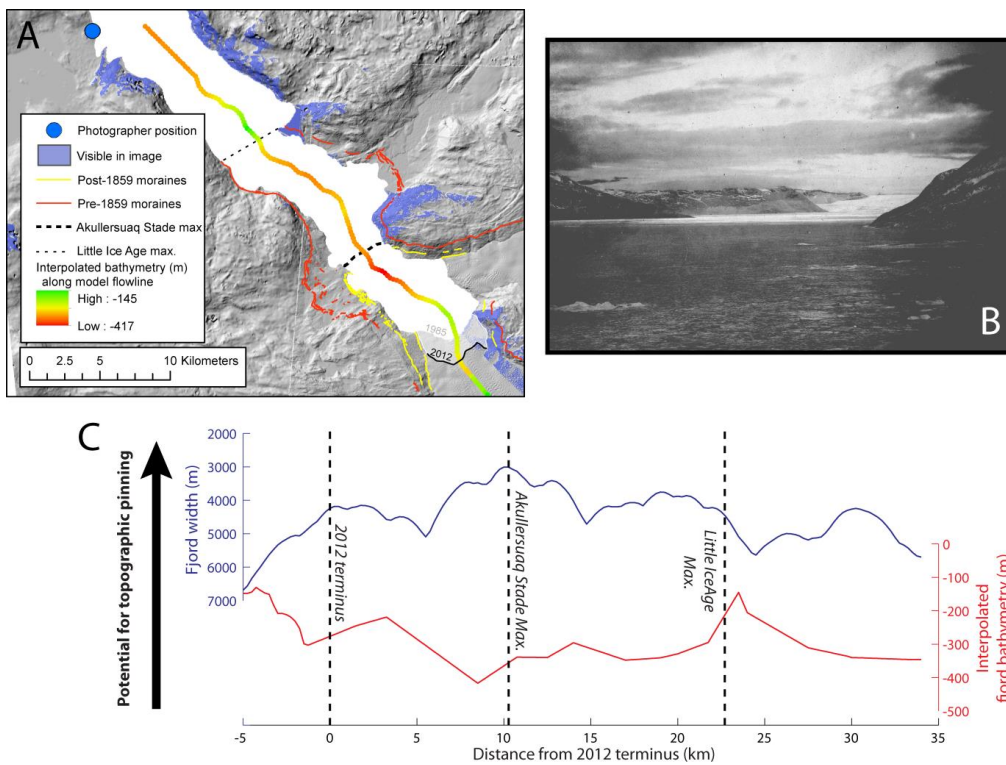 A
Photographer position
Visible in image
Post-1859 moraines
Pre-1859 moraines
Akullersuaq Stade max
Little Ice Age max.
Interpolated bathymetry (m)
along model flowline
High : -145
Low : -417
0 2.5 5 10 Kilometers
1985
2012
B
C
Potential for topographic pinning
Fjord width (m)
2000
3000
4000
5000
6000
7000
2012 terminus
Akullersuaq Stade Max.
Little IceAge
Max.
0
-100
-200
-300
-400
-500
Interpolated
fjord bathymetry(m)
-5 0 5 10 15 20 25 30 35
Distance from 2012 terminus (km)